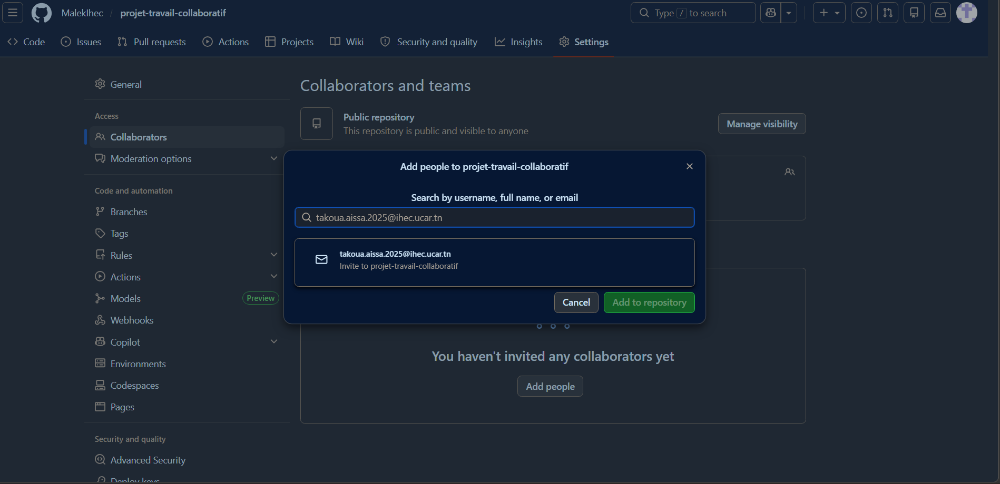 MalekIhec / projet-travail-collaboratif
Type / to search
Code Issues Pull requests Actions Projects Wiki Security and quality Insights Settings
General
Access
Collaborators
Moderation options
Code and automation
Branches
Tags
Rules
Actions
Models Preview
Webhooks
Copilot
Environments
Codespaces
Pages
Security and quality
Advanced Security
Deploy keys
Collaborators and teams
Public repository
This repository is public and visible to anyone
Manage visibility
Add people to projet-travail-collaboratif
Search by username, full name, or email
takoua.aissa.2025@ihec.ucar.tn
takoua.aissa.2025@ihec.ucar.tn
Invite to projet-travail-collaboratif
Cancel Add to repository
You haven't invited any collaborators yet
Add people